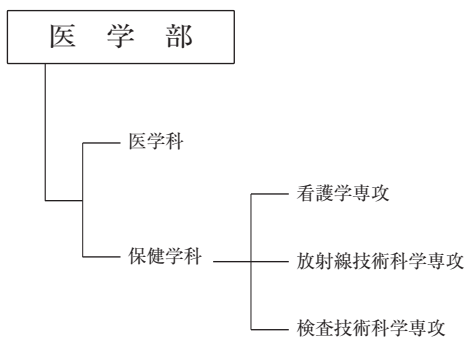 医学部
医学科
保健学科
看護学専攻
放射線技術科学専攻
検査技術科学専攻